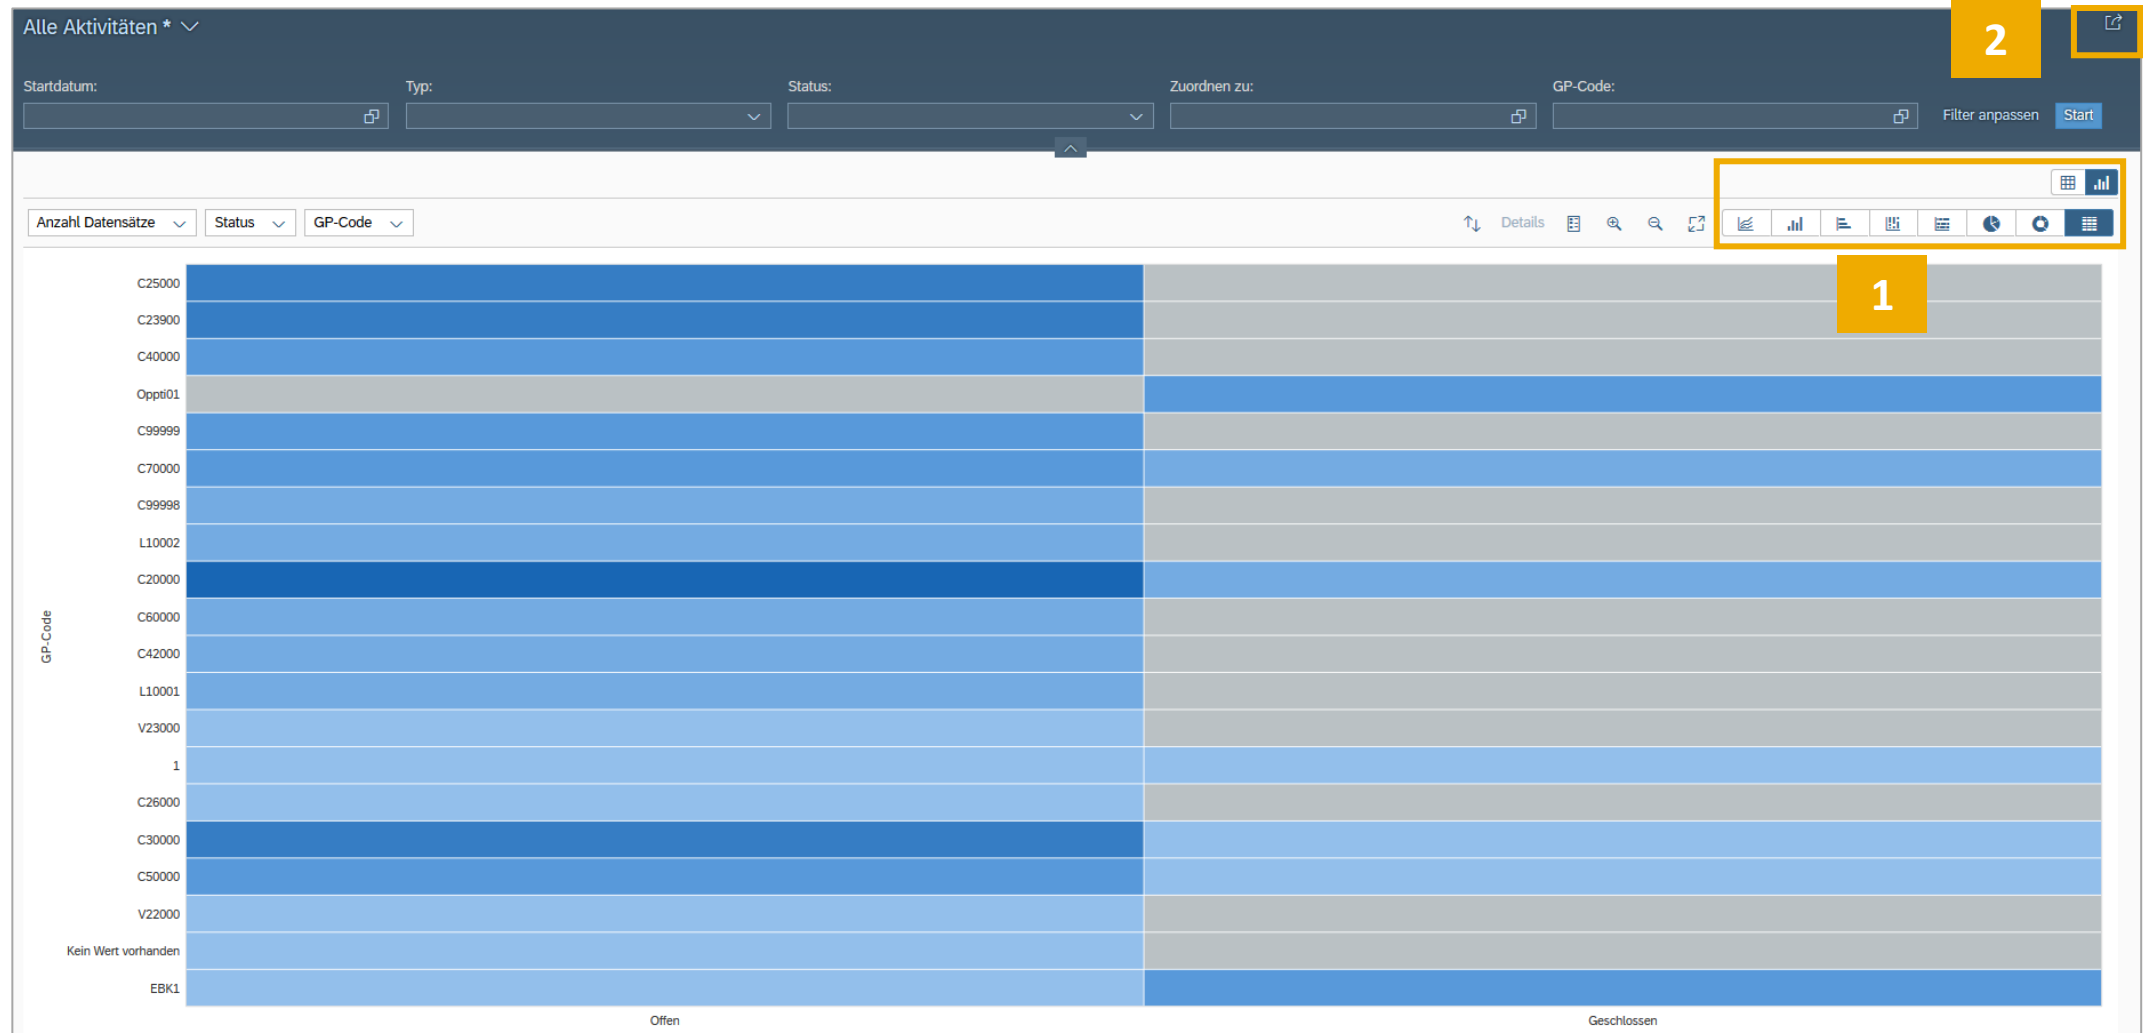 Alle Aktivitäten *
2
Startdatum: Typ: Status: Zuordnen zu: GP-Code:
Filter anpassen Start
Anzahl Datensätze Status GP-Code Details
1
GP-Code
C25000
C23900
C40000
Oppti01
C99999
C70000
C99998
L10002
C20000
C60000
C42000
L10001
V23000
1
C26000
C30000
C50000
V22000
Kein Wert vorhanden
EBK1
Offen Geschlossen